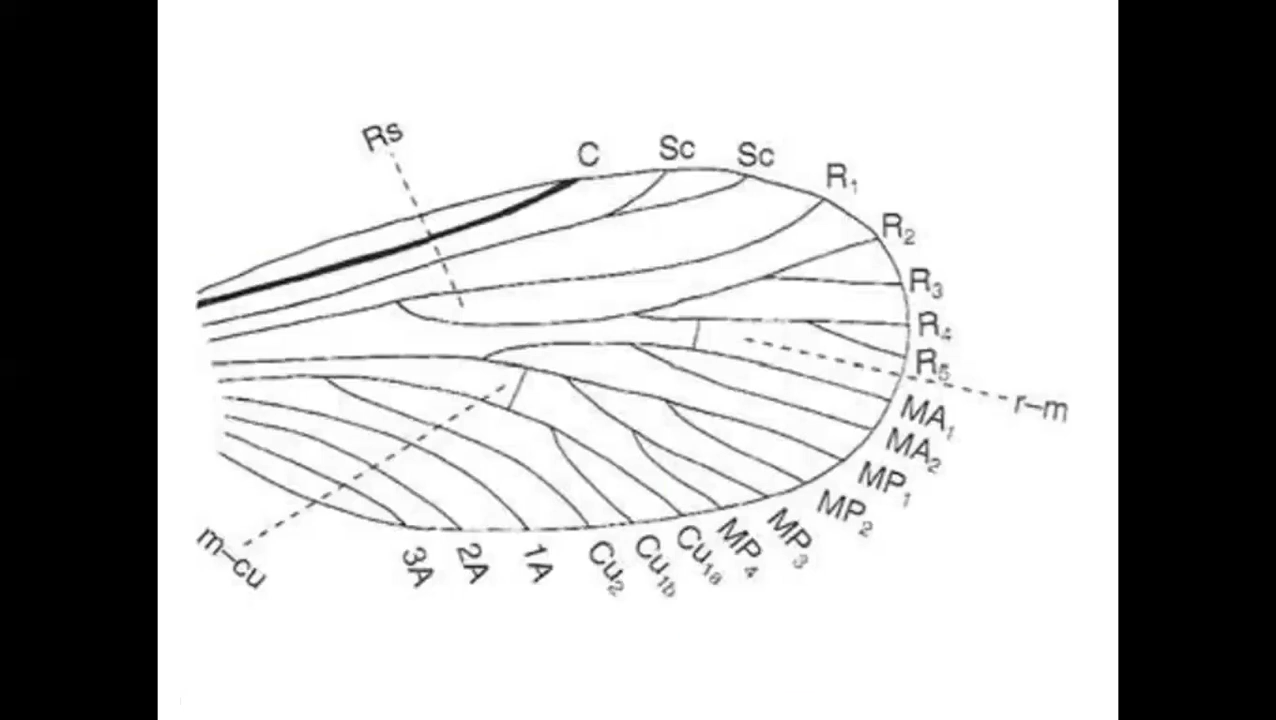 Rs
C
Sc
Sc
R₁
R₂
R₃
R₄
R₅
r–m
MA₁
MA₂
MP₁
MP₂
MP₃
MP₄
Cu₁ₐ
Cu₁b
Cu₂
1A
2A
3A
m–cu